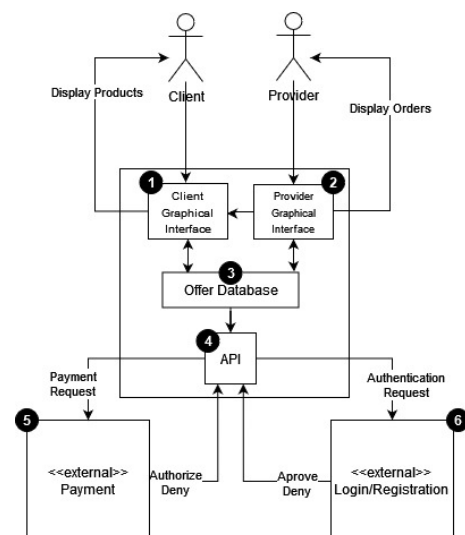 Display Products
Client
Provider
Display Orders
1
Client
Graphical
Interface
2
Provider
Graphical
Interface
3
Offer Database
4
API
Payment
Request
Authentication
Request
5
<<external>>
Payment
Authorize
Deny
Aprove
Deny
6
<<external>>
Login/Registration